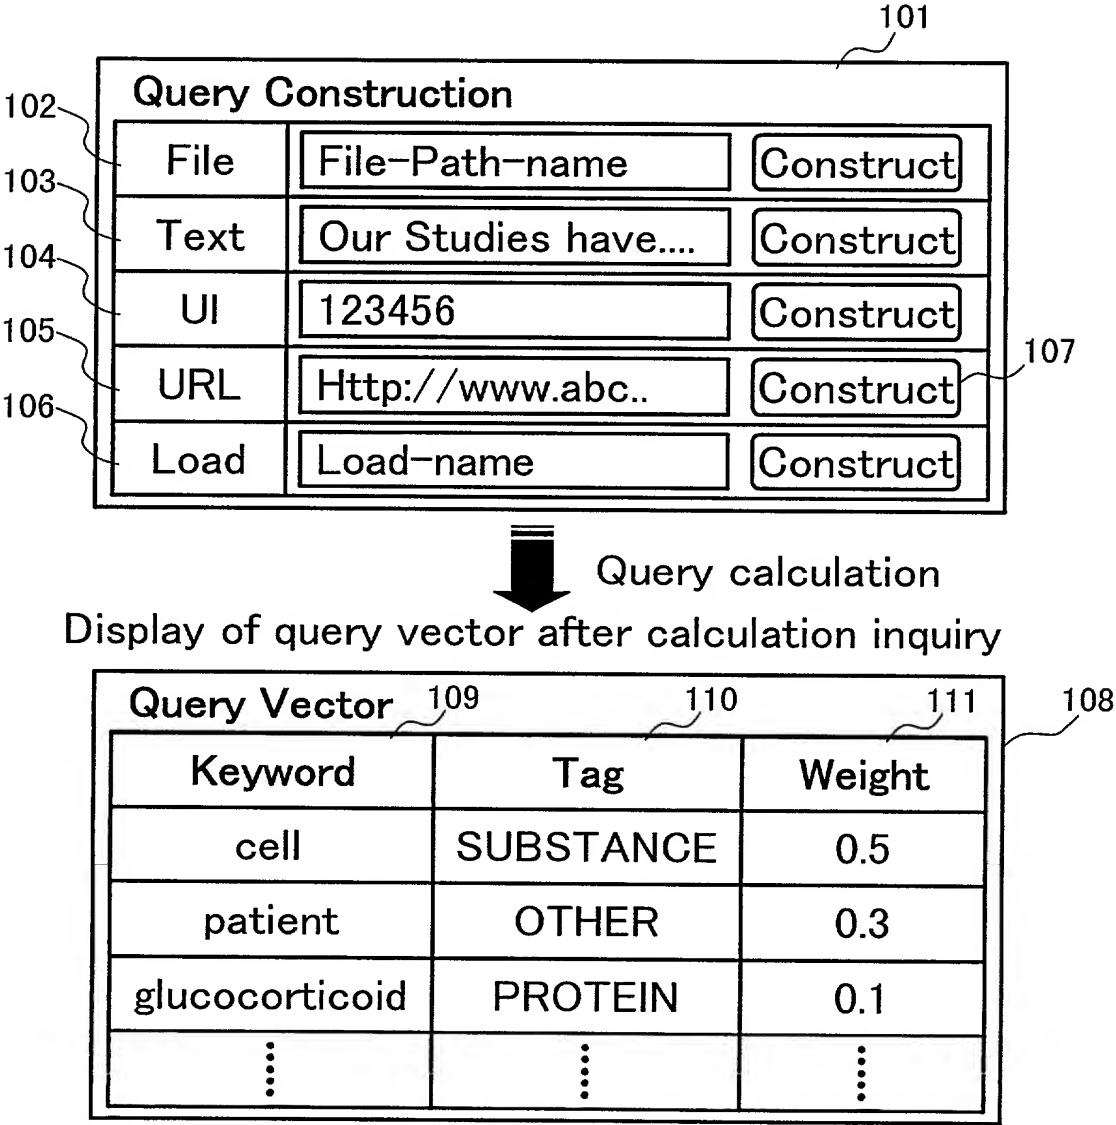 101
Query Construction
102
File File-Path-name Construct
103
Text Our Studies have.... Construct
104
UI 123456 Construct
105
URL Http://www.abc.. Construct
107
106
Load Load-name Construct
Query calculation
Display of query vector after calculation inquiry
Query Vector 109 110 111 108
Keyword Tag Weight
cell SUBSTANCE 0.5
patient OTHER 0.3
glucocorticoid PROTEIN 0.1